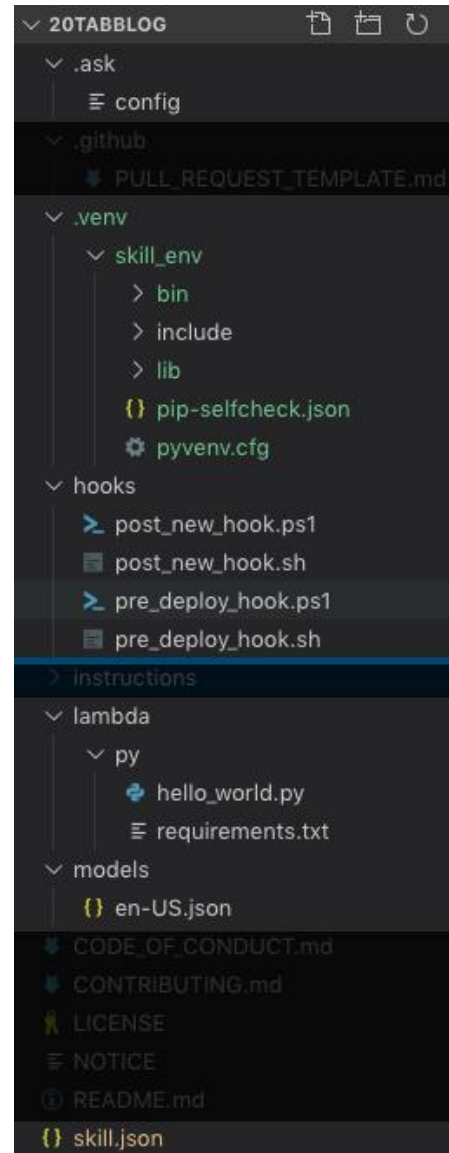 20TABBLOG
.ask
config
.github
PULL_REQUEST_TEMPLATE.md
.venv
skill_env
bin
include
lib
{} pip-selfcheck.json
pyvenv.cfg
hooks
post_new_hook.ps1
post_new_hook.sh
pre_deploy_hook.ps1
pre_deploy_hook.sh
instructions
lambda
py
hello_world.py
requirements.txt
models
{} en-US.json
CODE_OF_CONDUCT.md
CONTRIBUTING.md
LICENSE
NOTICE
README.md
{} skill.json